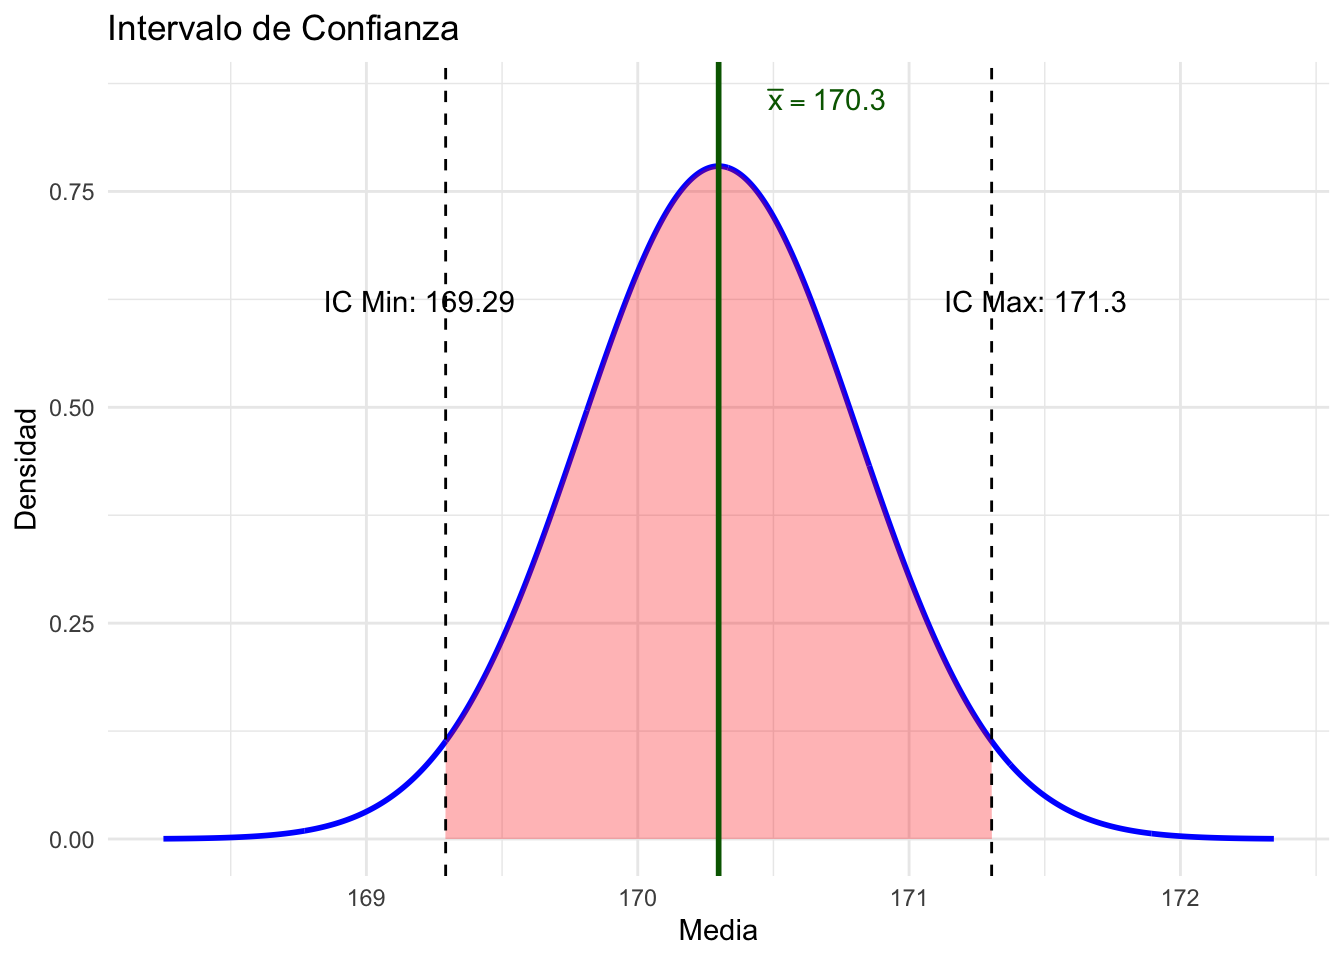 Intervalo de Confianza
x̅ = 170.3
0.75
IC Min: 169.29
IC Max: 171.3
0.50
Densidad
0.25
0.00
169
170
171
172
Media